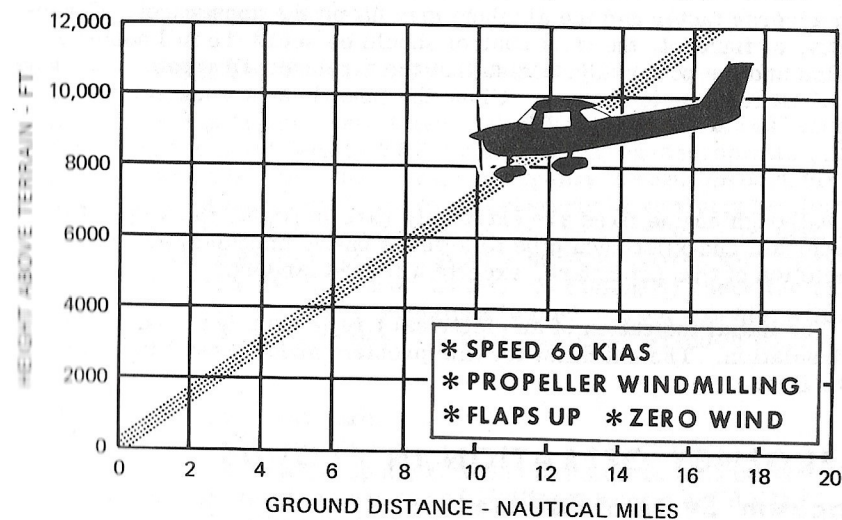 12,000
10,000
8000
6000
4000
2000
0
HEIGHT ABOVE TERRAIN - FT
* SPEED 60 KIAS
* PROPELLER WINDMILLING
* FLAPS UP * ZERO WIND
0 2 4 6 8 10 12 14 16 18 20
GROUND DISTANCE - NAUTICAL MILES